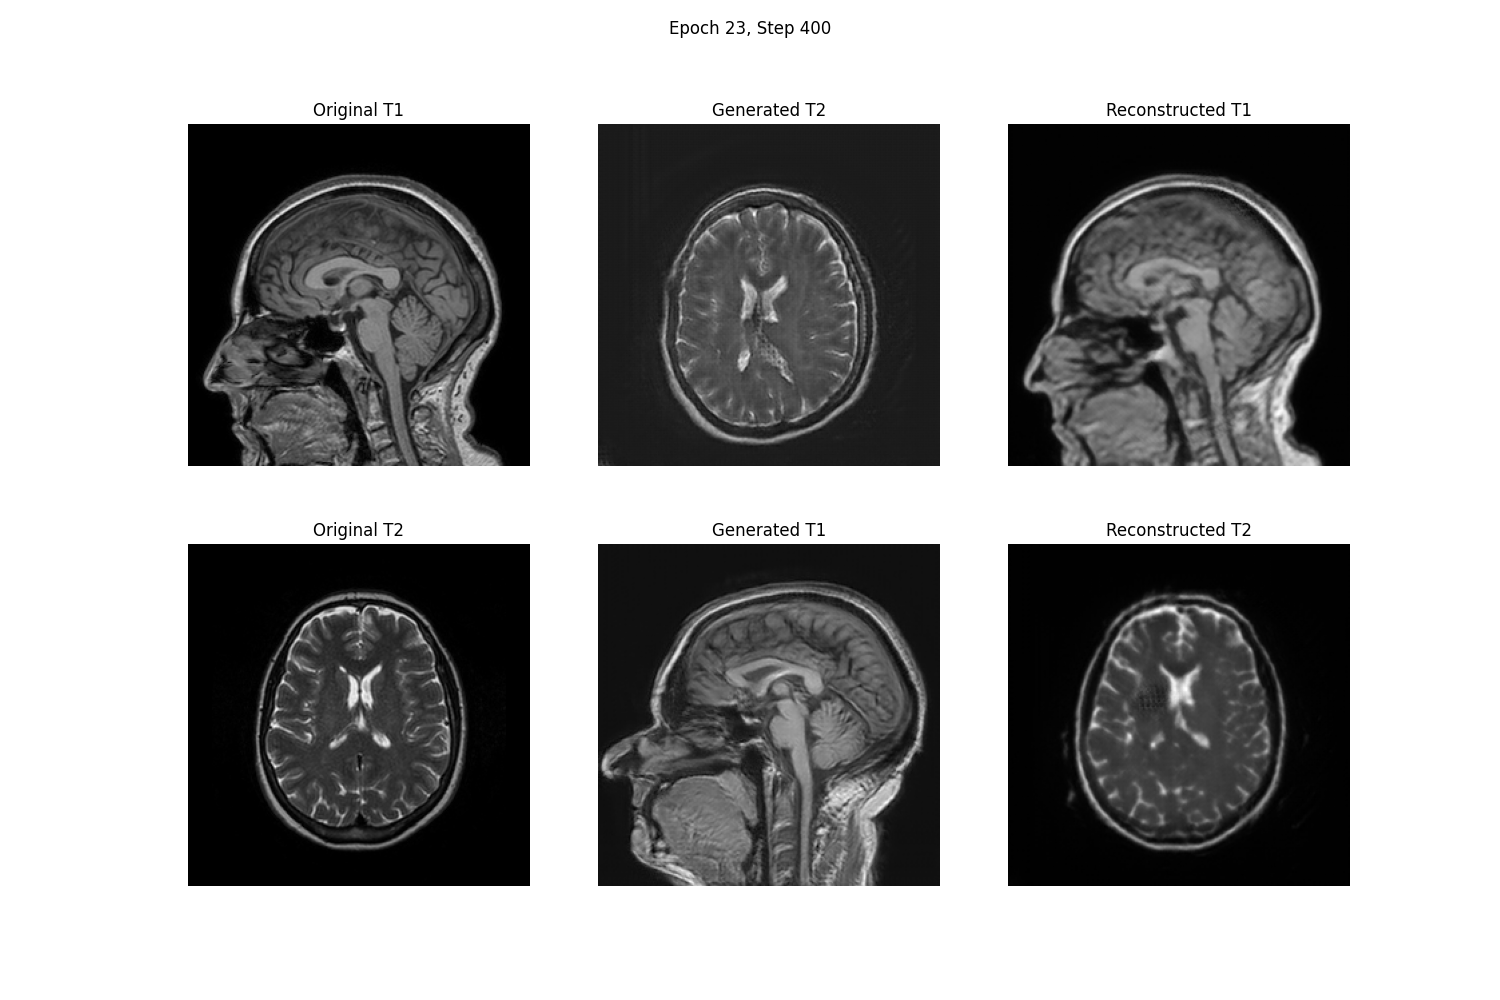 Epoch 23, Step 400
Original T1
Generated T2
Reconstructed T1
Original T2
Generated T1
Reconstructed T2